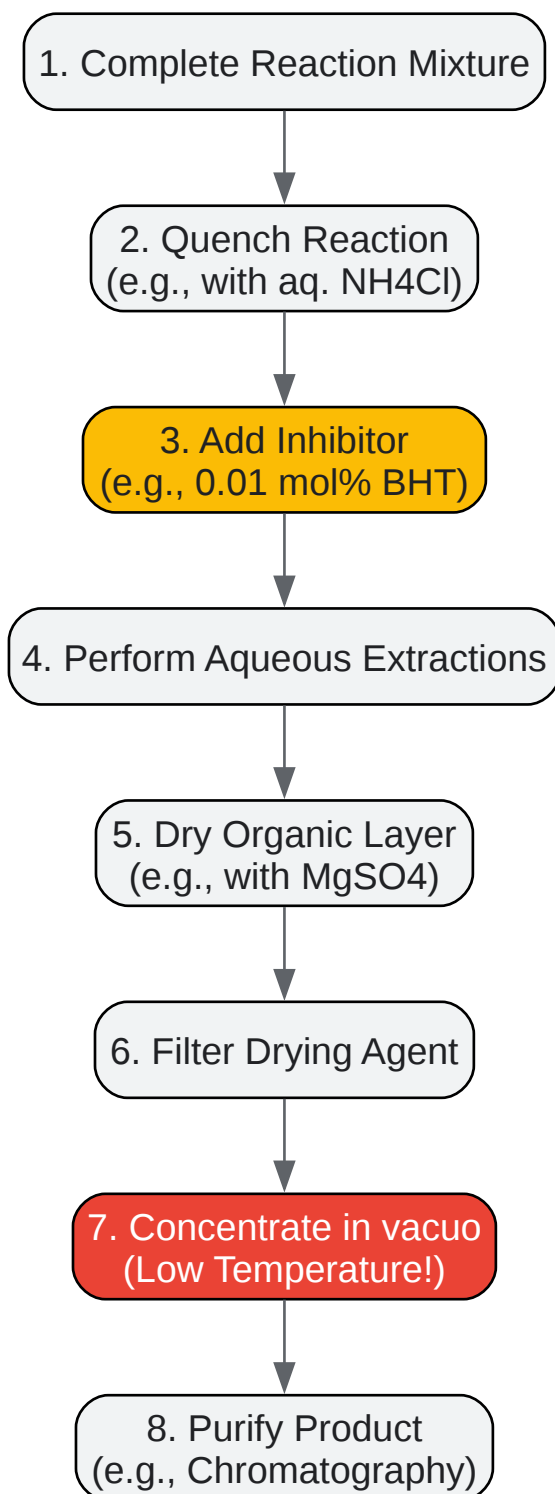 1. Complete Reaction Mixture
2. Quench Reaction
(e.g., with aq. NH4Cl)
3. Add Inhibitor
(e.g., 0.01 mol% BHT)
4. Perform Aqueous Extractions
5. Dry Organic Layer
(e.g., with MgSO4)
6. Filter Drying Agent
7. Concentrate in vacuo
(Low Temperature!)
8. Purify Product
(e.g., Chromatography)